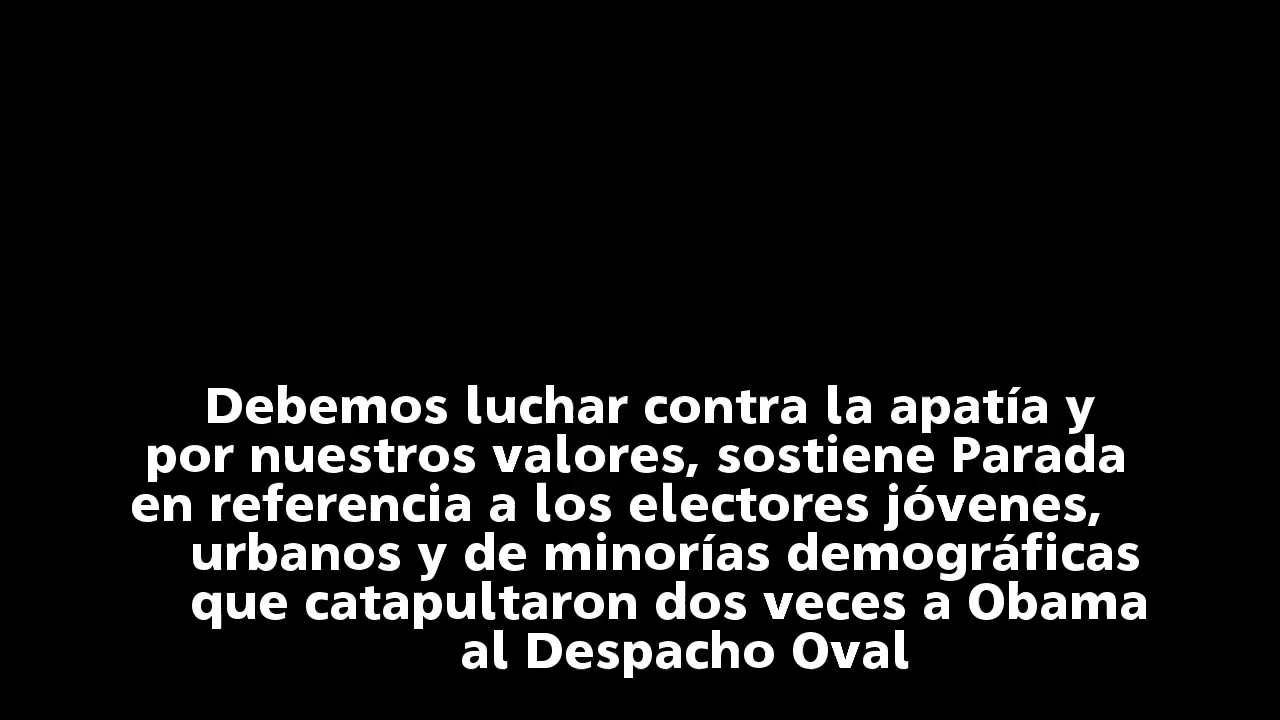 Debemos luchar contra la apatía y
por nuestros valores, sostiene Parada
en referencia a los electores jóvenes,
urbanos y de minorías demográficas
que catapultaron dos veces a Obama
al Despacho Oval